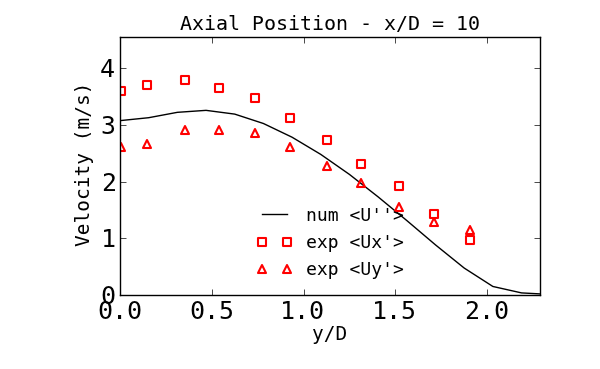 Axial Position - x/D = 10
Velocity (m/s)
4
3
2
1
0
num <U''>
exp <Ux'>
exp <Uy'>
0.0 0.5 1.0 1.5 2.0
y/D